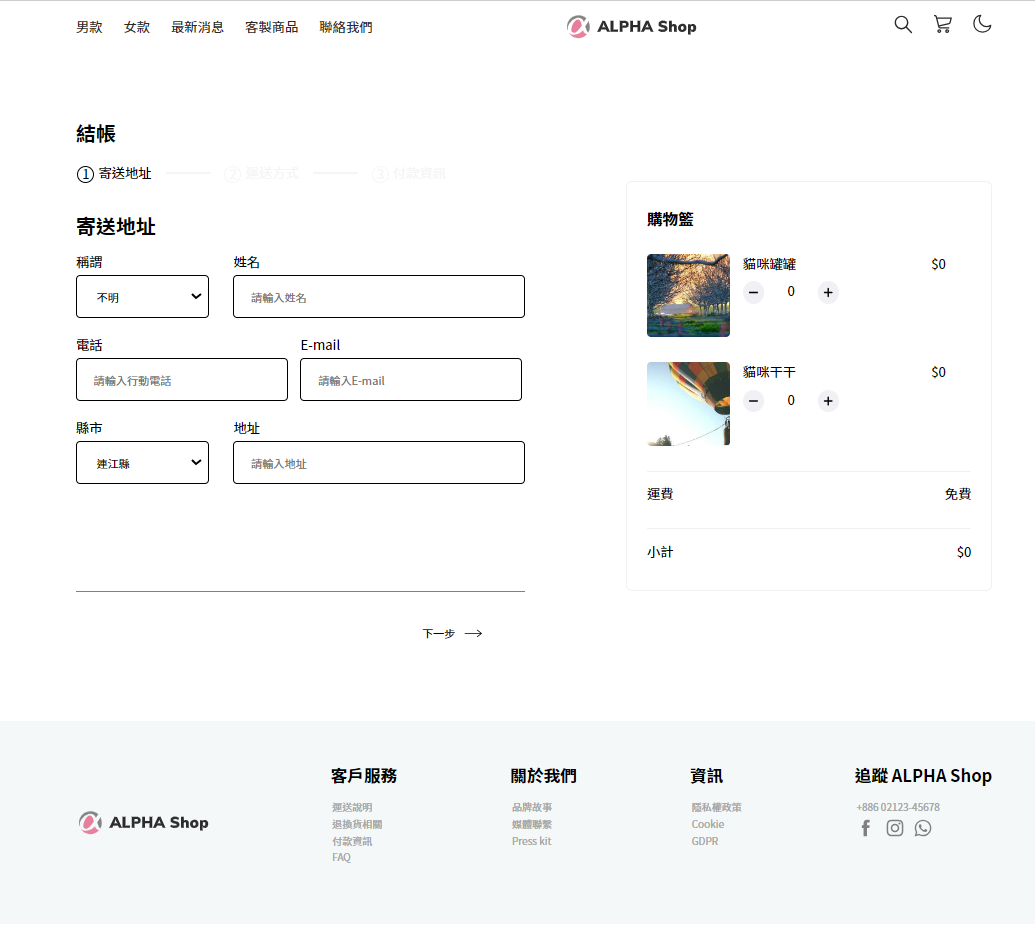 男款 女款 最新消息 客製商品 聯絡我們 ALPHA Shop
結帳
1 寄送地址 2 運送方式 3 付款資訊
寄送地址
稱謂 姓名
不明 請輸入姓名
電話 E-mail
請輸入行動電話 請輸入E-mail
縣市 地址
連江縣 請輸入地址
下一步
購物籃
貓咪罐罐 $0
− 0 +
貓咪干干 $0
− 0 +
運費 免費
小計 $0
ALPHA Shop
客戶服務
運送說明
退換貨相關
付款資訊
FAQ
關於我們
品牌故事
媒體聯繫
Press kit
資訊
隱私權政策
Cookie
GDPR
追蹤 ALPHA Shop
+886 02123-45678